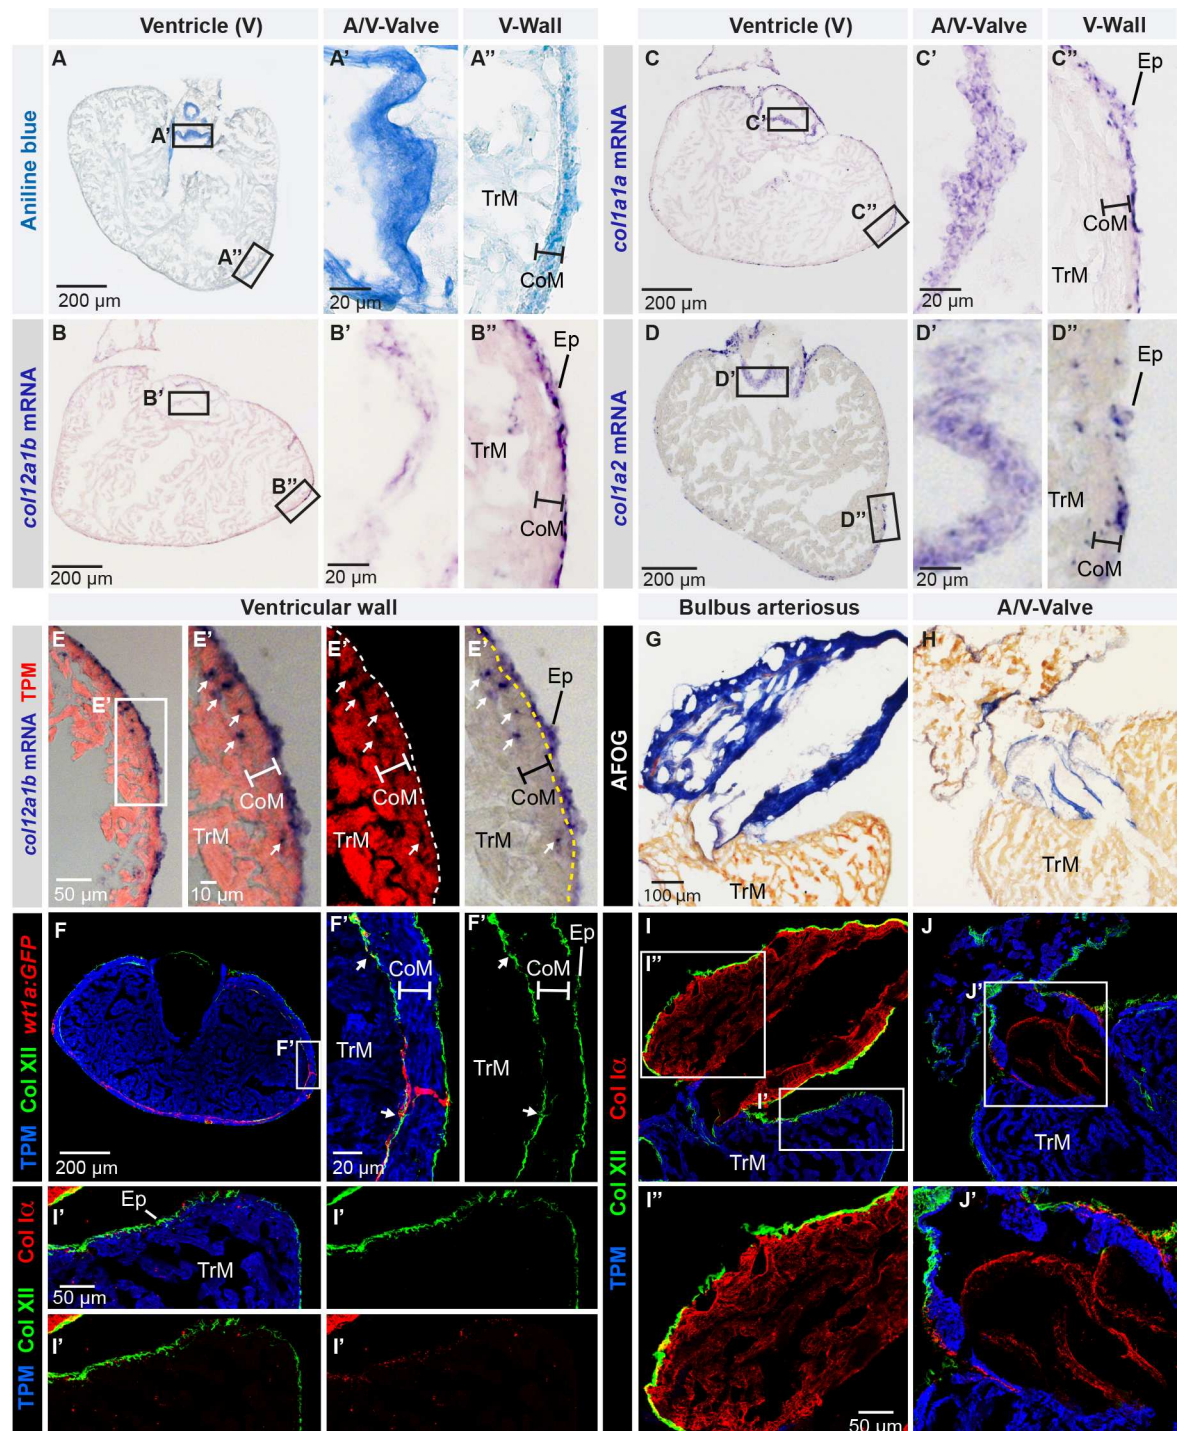 Ventricle (V)
A/V-Valve
V-Wall
Ventricle (V)
A/V-Valve
V-Wall
Aniline blue
A
A'
A''
200 µm
A'
20 µm
A''
TrM
CoM
col1a1a mRNA
C
C'
C''
200 µm
C'
20 µm
C''
Ep
CoM
TrM
col12a1b mRNA
B
B'
B''
200 µm
B'
20 µm
B''
Ep
TrM
CoM
col1a2 mRNA
D
D'
D''
200 µm
D'
20 µm
D''
Ep
TrM
CoM
Ventricular wall
Bulbus arteriosus
A/V-Valve
col12a1b mRNA TPM
E
E'
50 µm
E'
CoM
TrM
10 µm
E'
CoM
TrM
E'
Ep
CoM
TrM
AFOG
G
100 µm
TrM
H
TrM
TPM Col XII wt1a:GFP
F
F'
200 µm
F'
CoM
TrM
20 µm
F'
Ep
CoM
TrM
TPM Col XII Col Iα
I
I''
I'
TrM
J
J'
TrM
TPM Col XII Col Iα
I'
Ep
TrM
50 µm
I'
I'
I'
I''
50 µm
J'